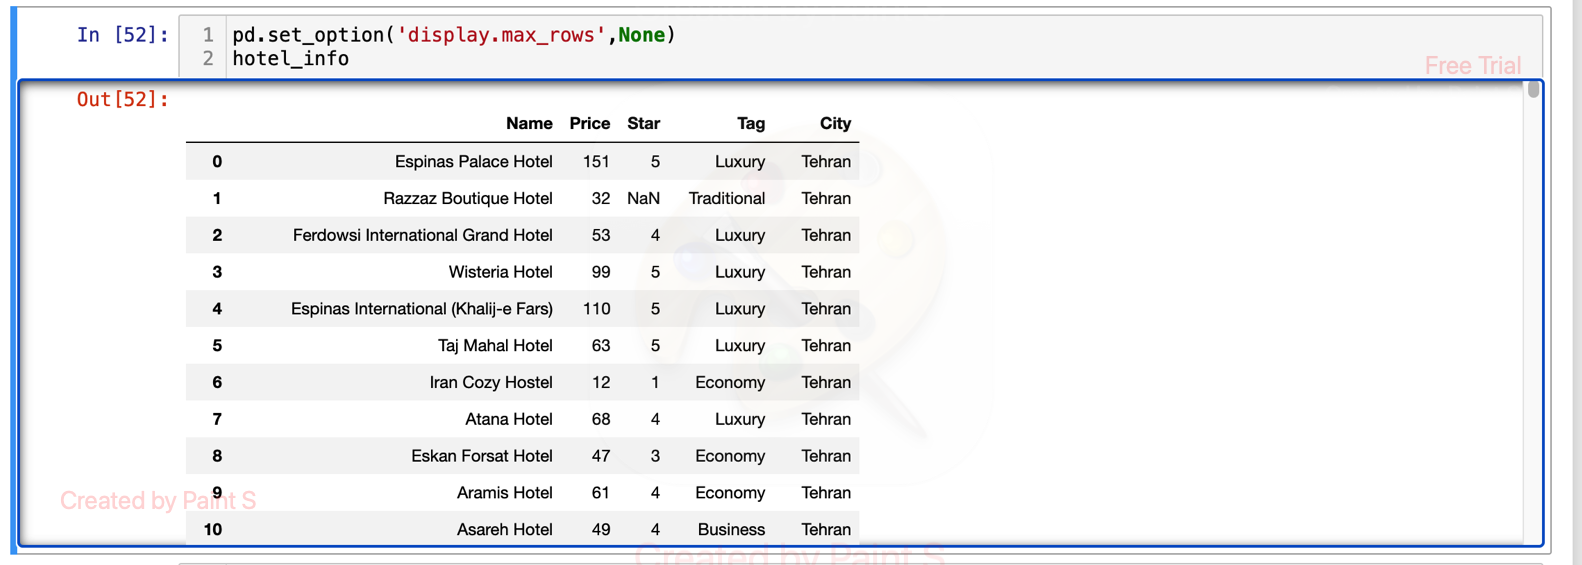 In [52]: 1 pd.set_option('display.max_rows',None)
2 hotel_info
Free Trial
Out[52]:
Name Price Star Tag City
0 Espinas Palace Hotel 151 5 Luxury Tehran
1 Razzaz Boutique Hotel 32 NaN Traditional Tehran
2 Ferdowsi International Grand Hotel 53 4 Luxury Tehran
3 Wisteria Hotel 99 5 Luxury Tehran
4 Espinas International (Khalij-e Fars) 110 5 Luxury Tehran
5 Taj Mahal Hotel 63 5 Luxury Tehran
6 Iran Cozy Hostel 12 1 Economy Tehran
7 Atana Hotel 68 4 Luxury Tehran
8 Eskan Forsat Hotel 47 3 Economy Tehran
9 Aramis Hotel 61 4 Economy Tehran
Created by Paint S
10 Asareh Hotel 49 4 Business Tehran
Created by Paint S